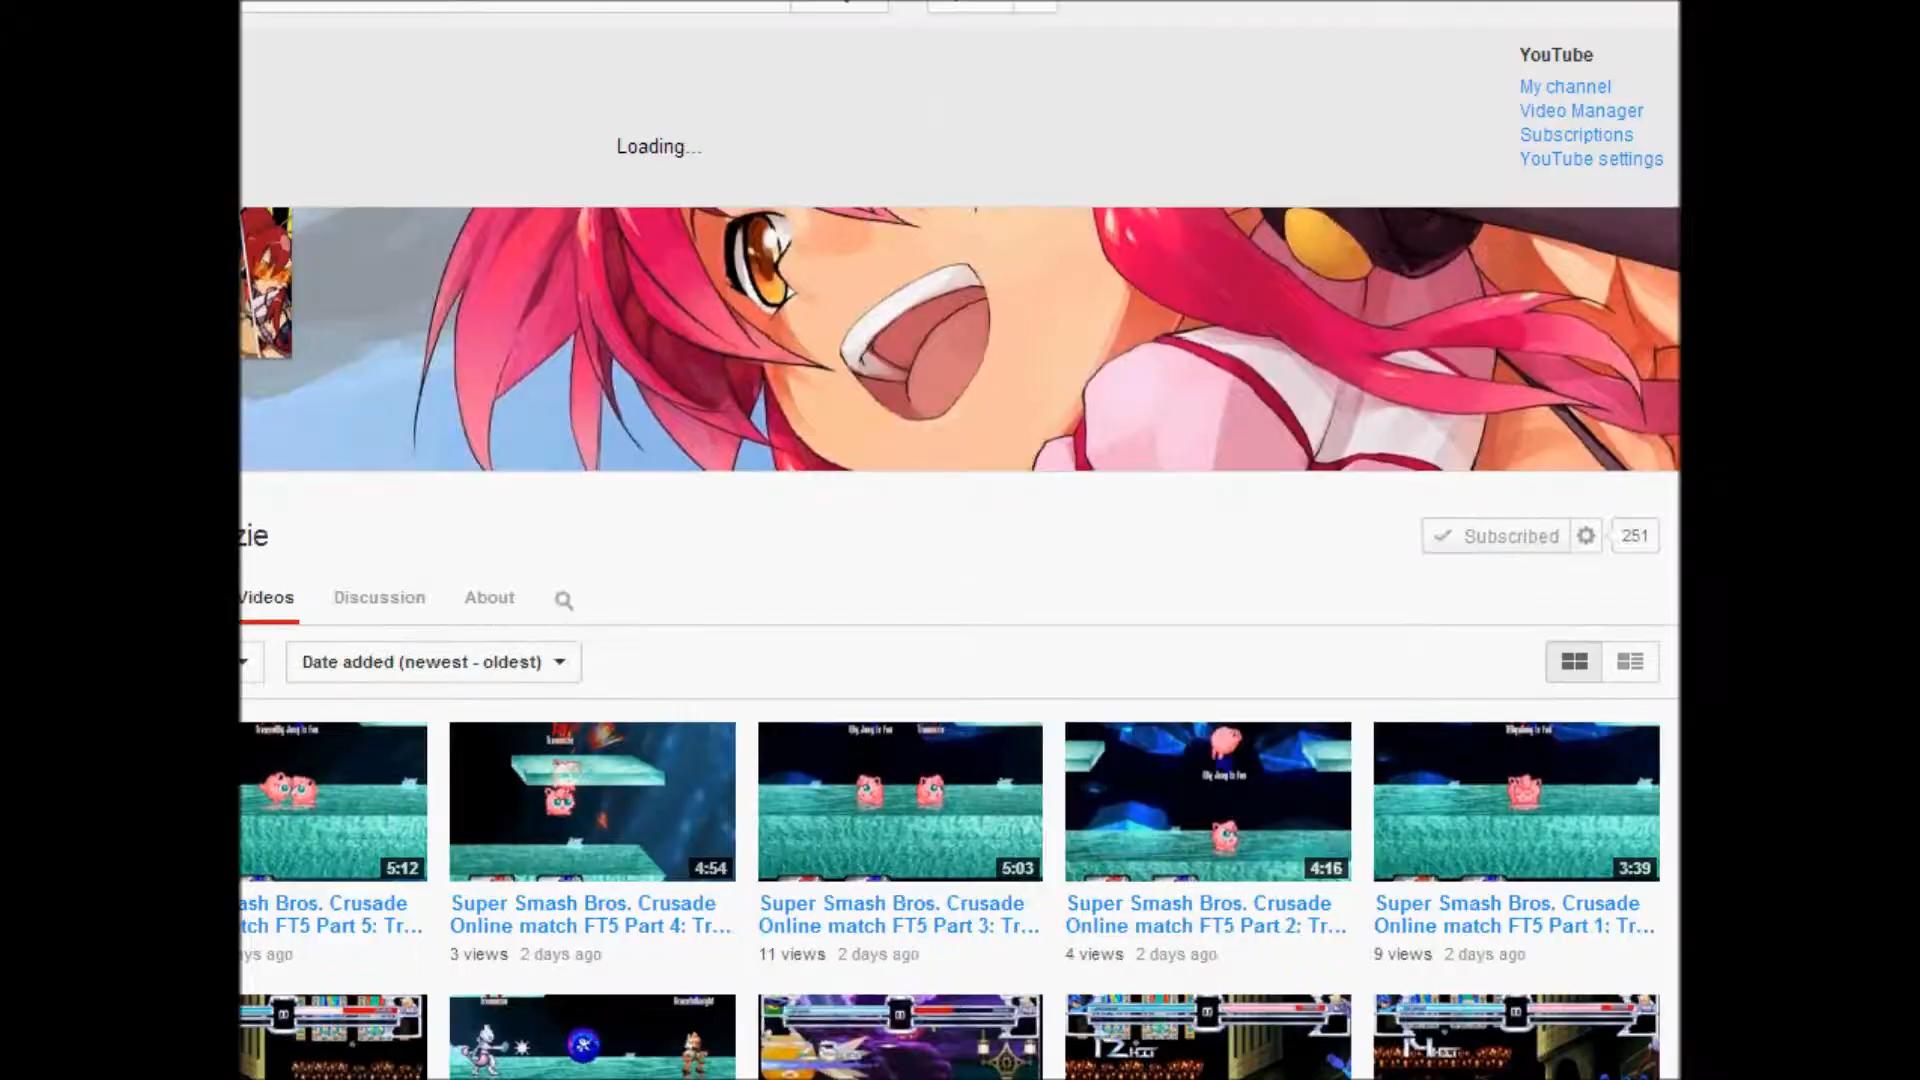 YouTube
My channel
Video Manager
Subscriptions
YouTube settings
Loading...
zie
Subscribed
251
Videos
Discussion
About
Date added (newest - oldest)
5:12
4:54
5:03
4:16
3:39
ash Bros. Crusade
tch FT5 Part 5: Tr...
ays ago
Super Smash Bros. Crusade
Online match FT5 Part 4: Tr...
3 views 2 days ago
Super Smash Bros. Crusade
Online match FT5 Part 3: Tr...
11 views 2 days ago
Super Smash Bros. Crusade
Online match FT5 Part 2: Tr...
4 views 2 days ago
Super Smash Bros. Crusade
Online match FT5 Part 1: Tr...
9 views 2 days ago